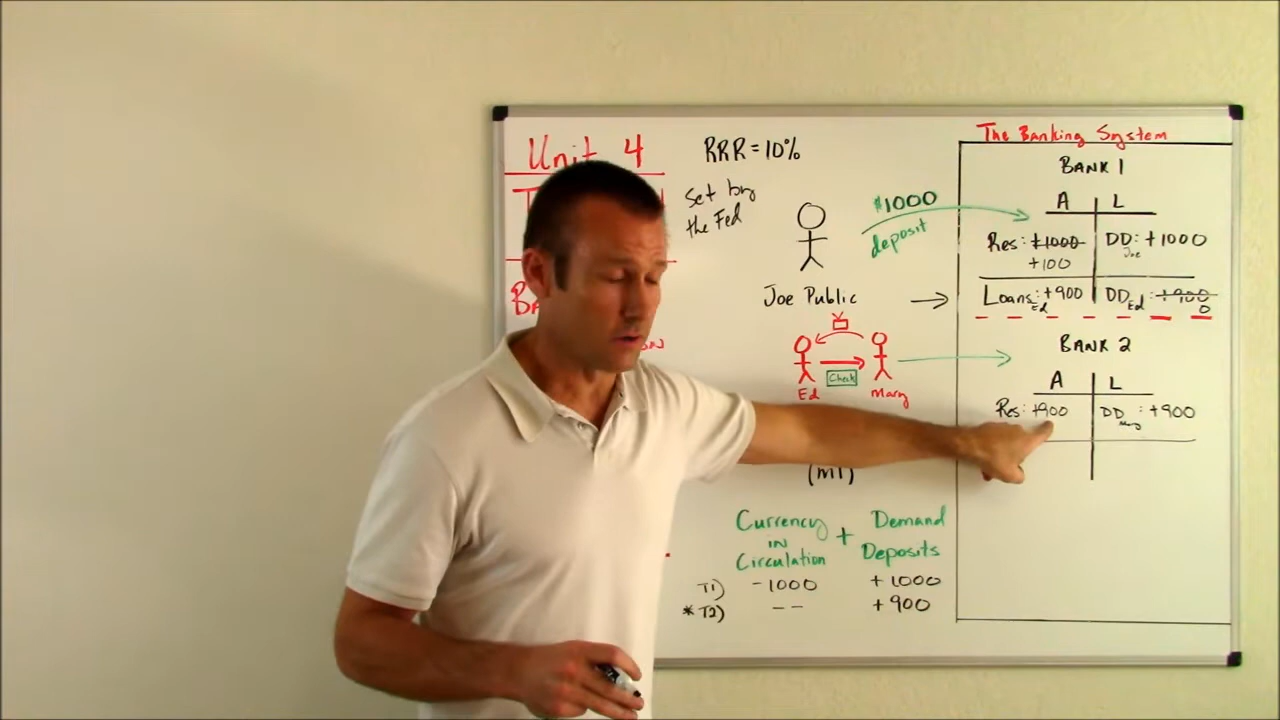 Unit 4
RRR = 10%
Set by
the Fed
$1000
deposit
Joe Public
Check
Ed
Mary
(M1)
Currency
IN
Circulation
+
Demand
Deposits
T1) -1000 +1000
*T2) -- +900
The Banking System
BANK 1
A L
Res: +1000 DD: +1000
Joe
+100
Loans: +900 DD Ed: +900
Ed
0
BANK 2
A L
Res: +900 DD : +900
Mary